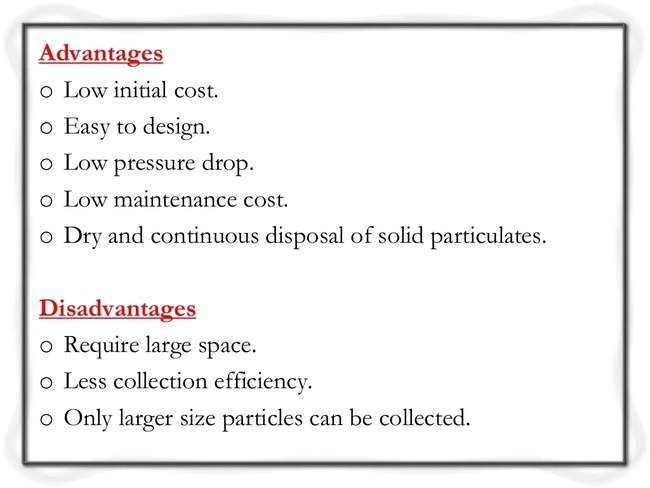 Advantages
o Low initial cost.
o Easy to design.
o Low pressure drop.
o Low maintenance cost.
o Dry and continuous disposal of solid particulates.
Disadvantages
o Require large space.
o Less collection efficiency.
o Only larger size particles can be collected.